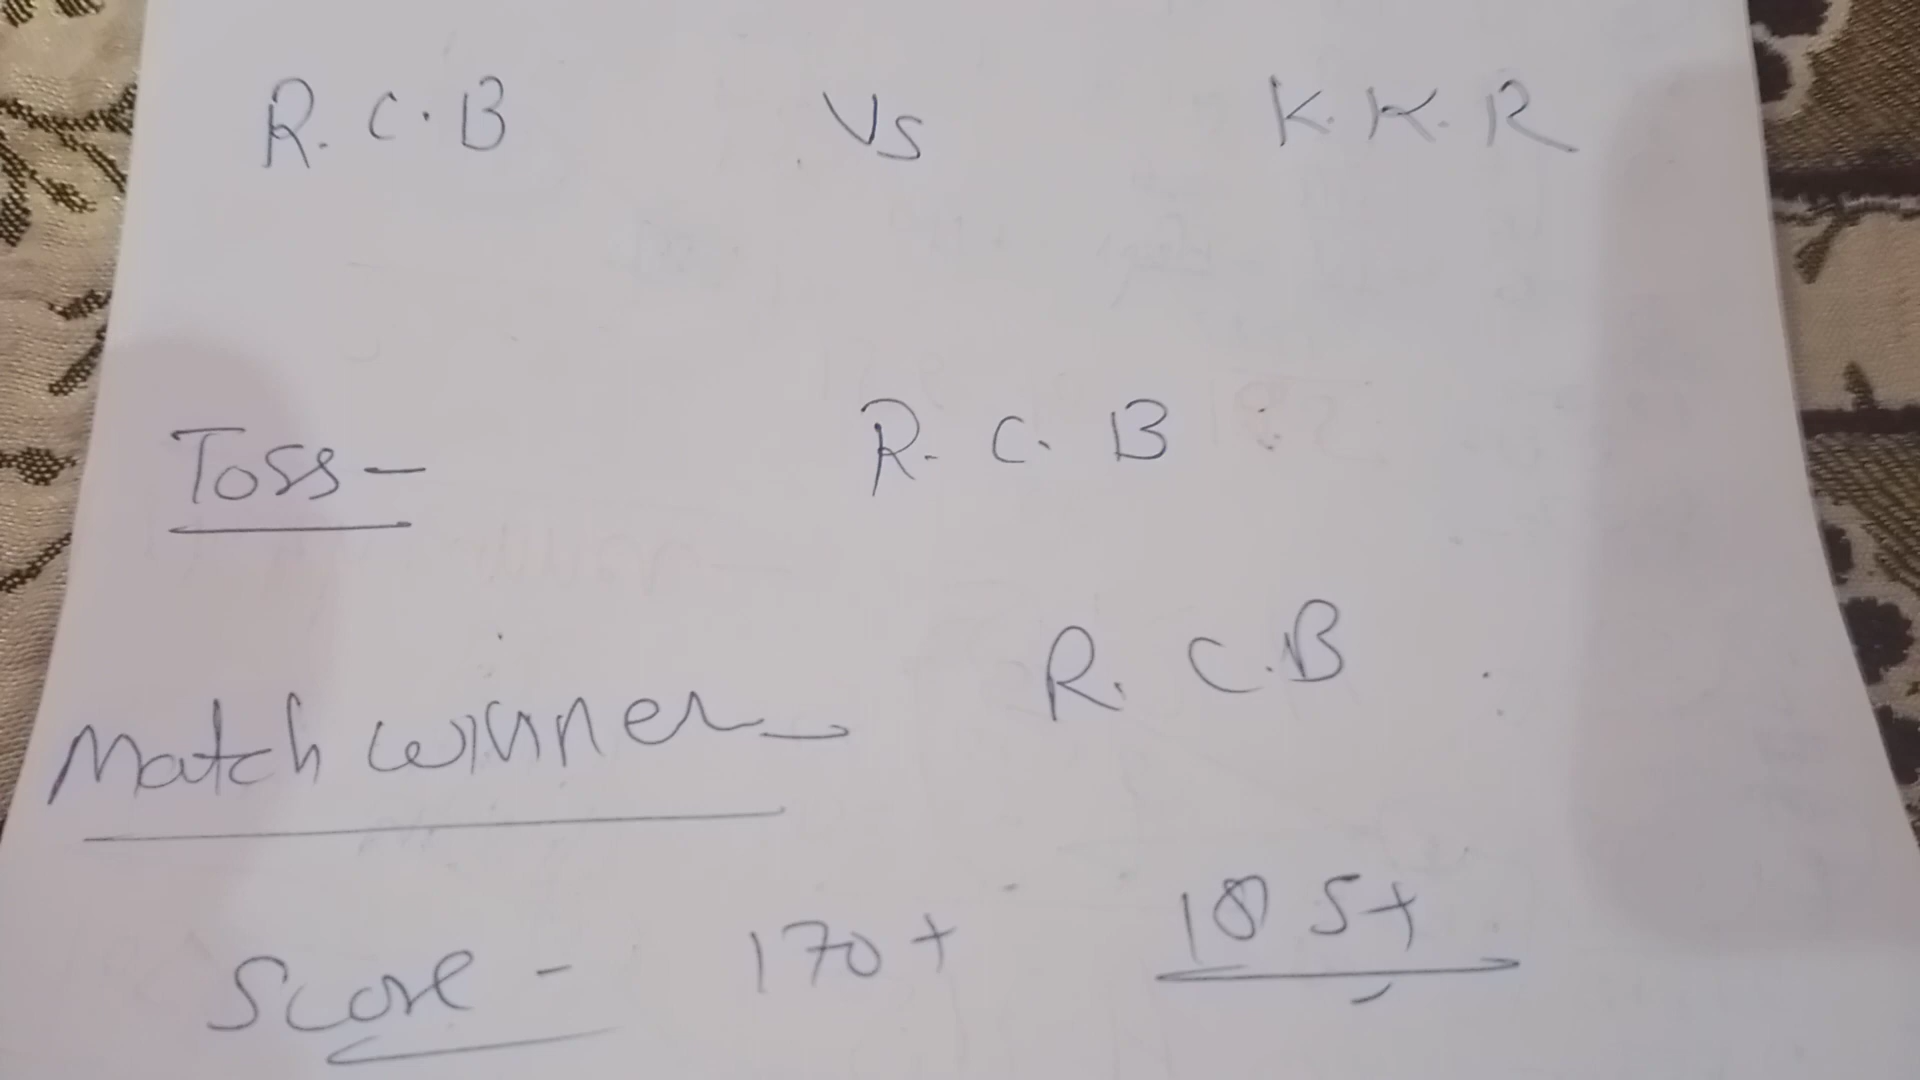 R. C. B Vs K. K. R
Toss - R. C. B
Match winner - R. C. B
Score - 170+ 185+